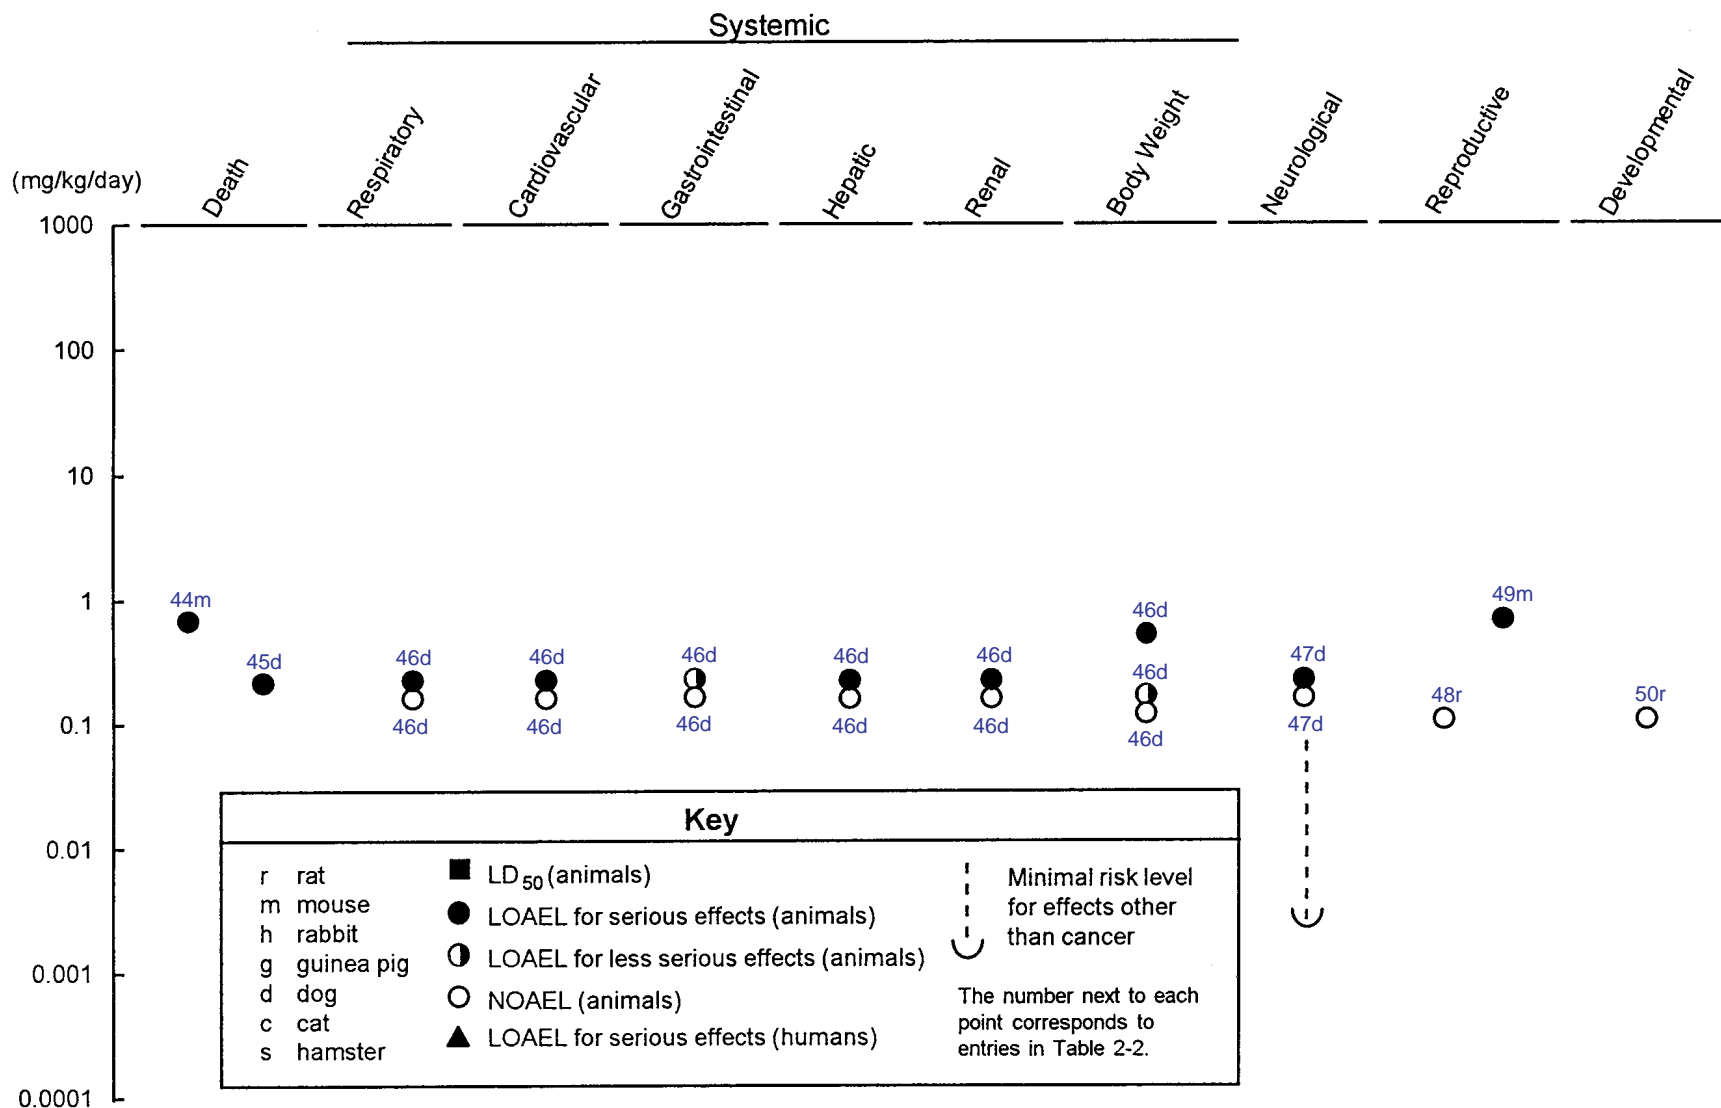 Systemic
(mg/kg/day)
Death
Respiratory
Cardiovascular
Gastrointestinal
Hepatic
Renal
Body Weight
Neurological
Reproductive
Developmental
1000
100
10
1
0.1
0.01
0.001
0.0001
44m
45d
46d
46d
46d
46d
46d
46d
46d
46d
46d
46d
46d
46d
46d
47d
47d
48r
49m
50r
Key
r rat
m mouse
h rabbit
g guinea pig
d dog
c cat
s hamster
LD50 (animals)
LOAEL for serious effects (animals)
LOAEL for less serious effects (animals)
NOAEL (animals)
LOAEL for serious effects (humans)
Minimal risk level
for effects other
than cancer
The number next to each
point corresponds to
entries in Table 2-2.